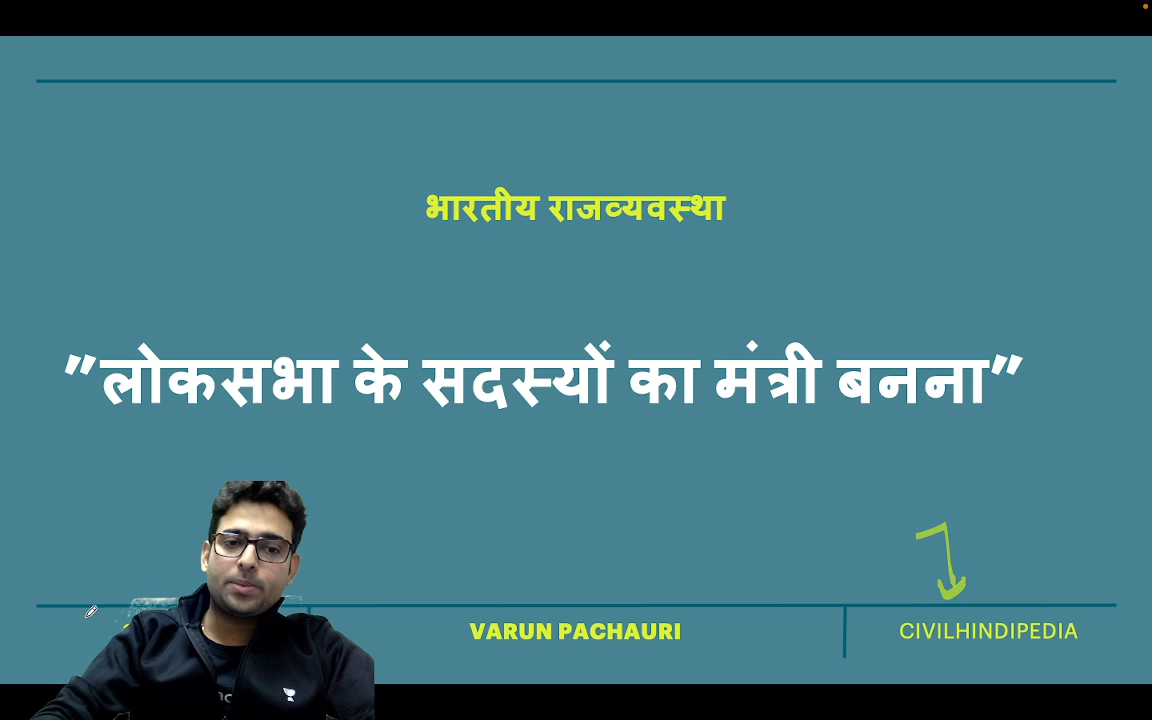 भारतीय राजव्यवस्था
”लोकसभा के सदस्यों का मंत्री बनना”
VARUN PACHAURI
CIVILHINDIPEDIA